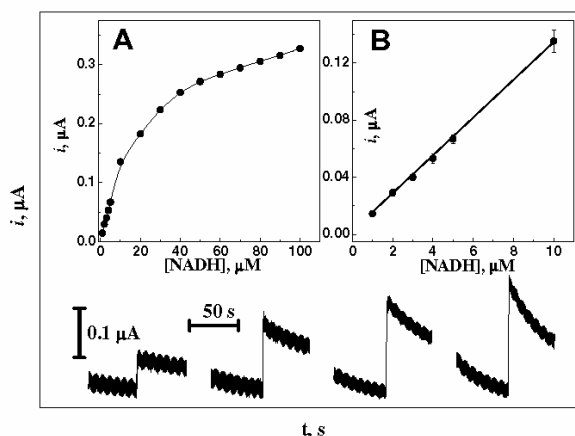 A
i, µA
0.3
0.2
0.1
0.0
0 20 40 60 80 100
[NADH], µM
B
i, µA
0.12
0.08
0.04
0.00
0 2 4 6 8 10
[NADH], µM
i, µA
0.1 µA
50 s
t, s